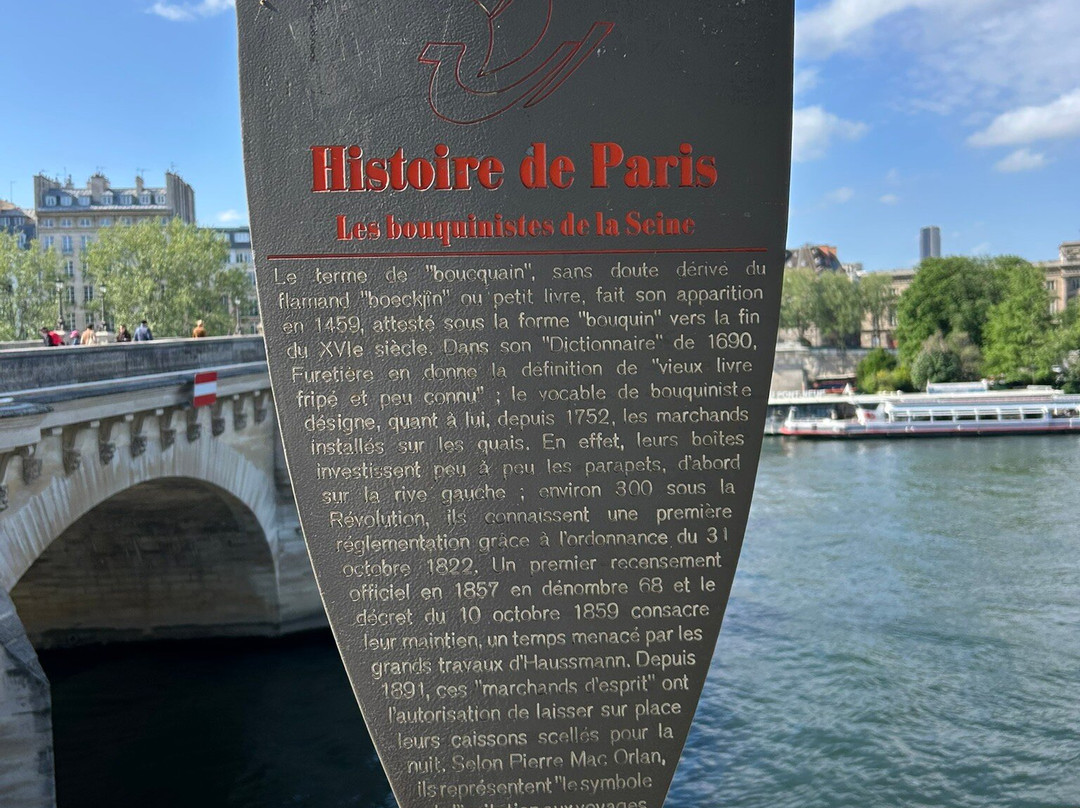 Histoire de Paris
Les bouquinistes de la Seine
Le terme de "boucquain", sans doute dérivé du
flamand "boeckjin" ou petit livre, fait son apparition
en 1459, attesté sous la forme "bouquin" vers la fin
du XVIe siècle. Dans son "Dictionnaire" de 1690,
Furetière en donne la définition de "vieux livre
fripé et peu connu" ; le vocable de bouquiniste
désigne, quant à lui, depuis 1752, les marchands
installés sur les quais. En effet, leurs boîtes
investissent peu à peu les parapets, d'abord
sur la rive gauche ; environ 300 sous la
Révolution, ils connaissent une première
réglementation grâce à l'ordonnance du 31
octobre 1822. Un premier recensement
officiel en 1857 en dénombre 68 et le
décret du 10 octobre 1859 consacre
leur maintien, un temps menacé par les
grands travaux d'Haussmann. Depuis
1891, ces "marchands d'esprit" ont
l'autorisation de laisser sur place
leurs caissons scellés pour la
nuit. Selon Pierre Mac Orlan,
ils représentent "le symbole
voyages